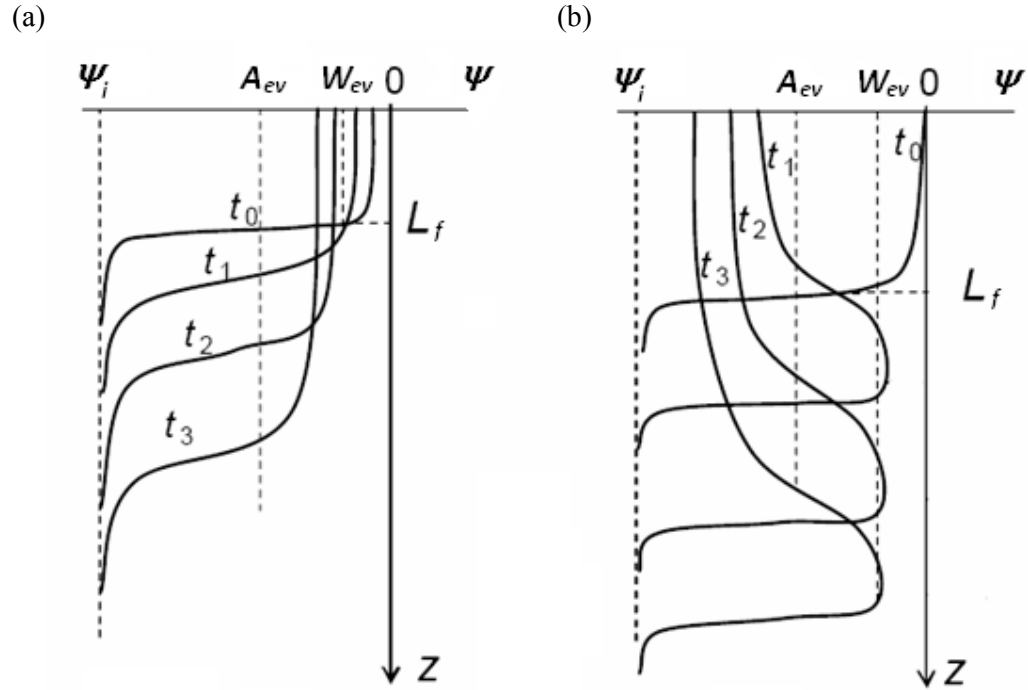 (a)
(b)
Ψi Aev Wev 0 Ψ
Ψi Aev Wev 0 Ψ
t0
Lf
t1
t2
t3
z
t0
t1
t2
t3
Lf
z